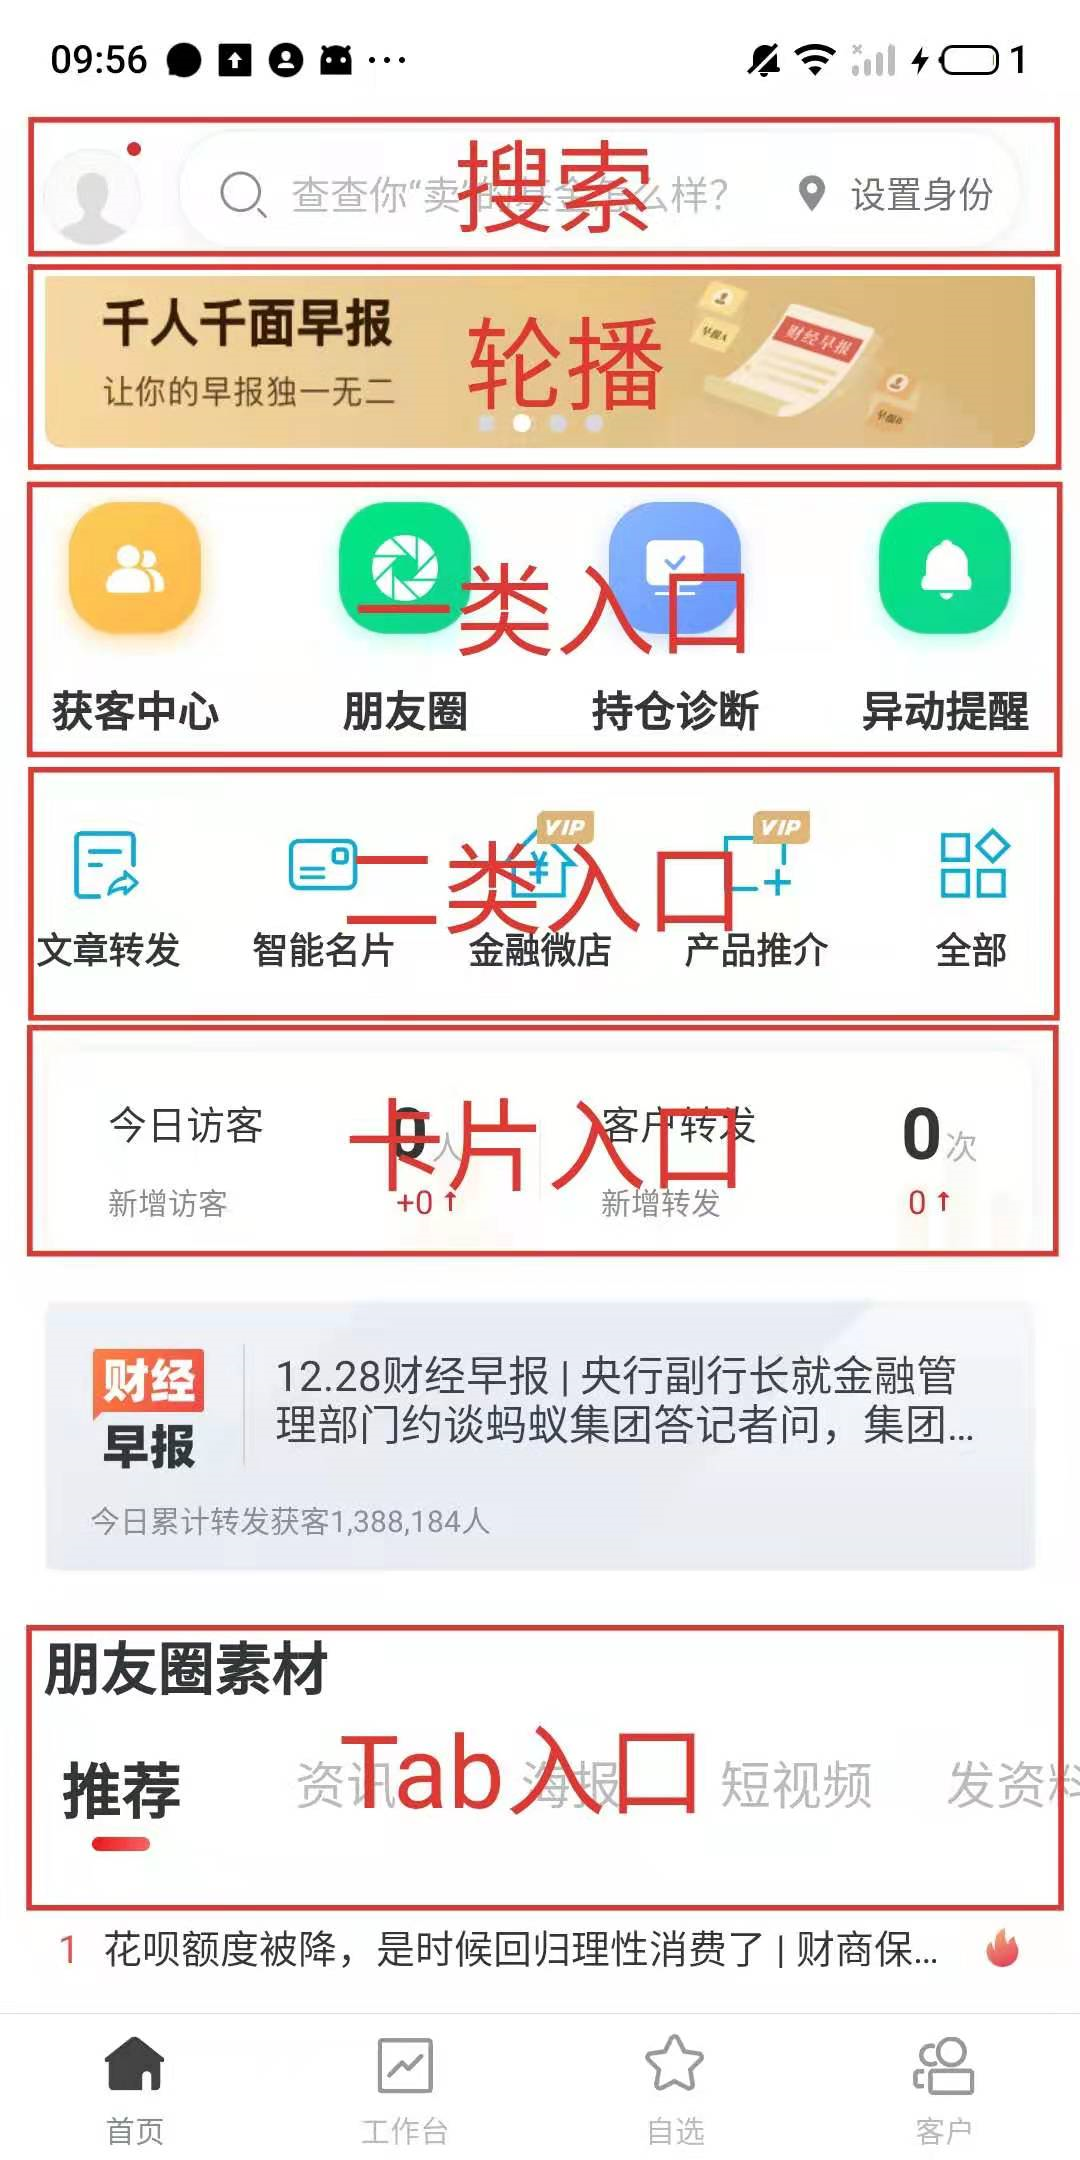 09:56
1
搜索
查查你“卖”的基金怎么样？
设置身份
千人千面早报
让你的早报独一无二
轮播
财经早报
早报A
早报B
一类入口
获客中心
朋友圈
持仓诊断
异动提醒
二类入口
VIP
VIP
文章转发
智能名片
金融微店
产品推介
全部
卡片入口
今日访客
0人
客户转发
0次
新增访客
+0↑
新增转发
0↑
财经
早报
12.28财经早报 | 央行副行长就金融管
理部门约谈蚂蚁集团答记者问，集团...
今日累计转发获客1,388,184人
朋友圈素材
Tab入口
推荐
资讯
海报
短视频
发资料
1 花呗额度被降，是时候回归理性消费了 | 财商保...
首页
工作台
自选
客户